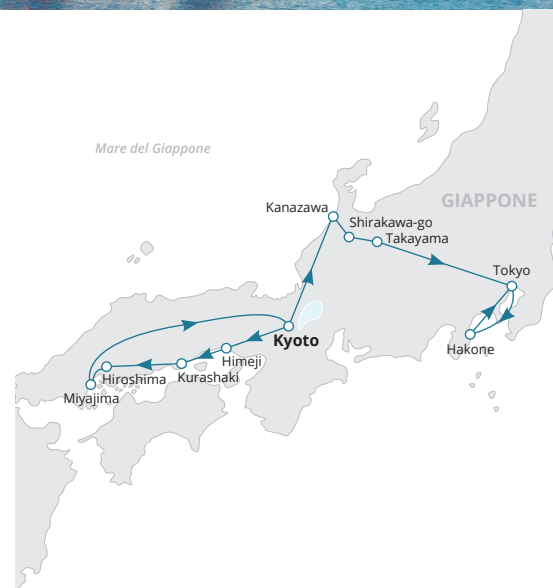 Mare del Giappone
GIAPPONE
Kanazawa
Shirakawa-go
Takayama
Tokyo
Kyoto
Hakone
Himeji
Kurashaki
Hiroshima
Miyajima